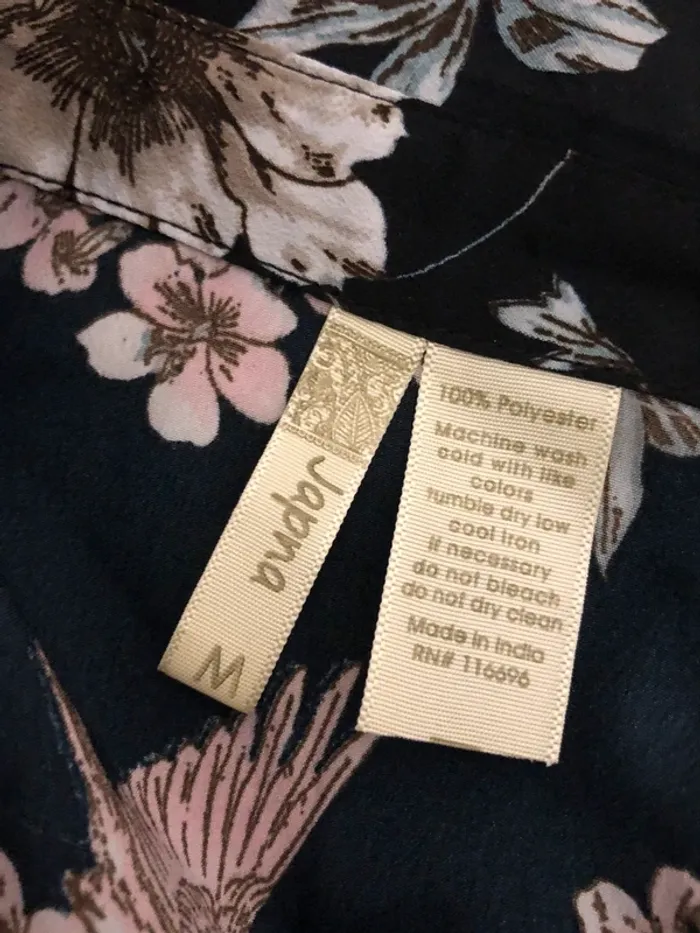 Japna
M
100% Polyester
Machine wash
cold with like
colors
tumble dry low
cool iron
if necessary
do not bleach
do not dry clean
Made in India
RN# 116696